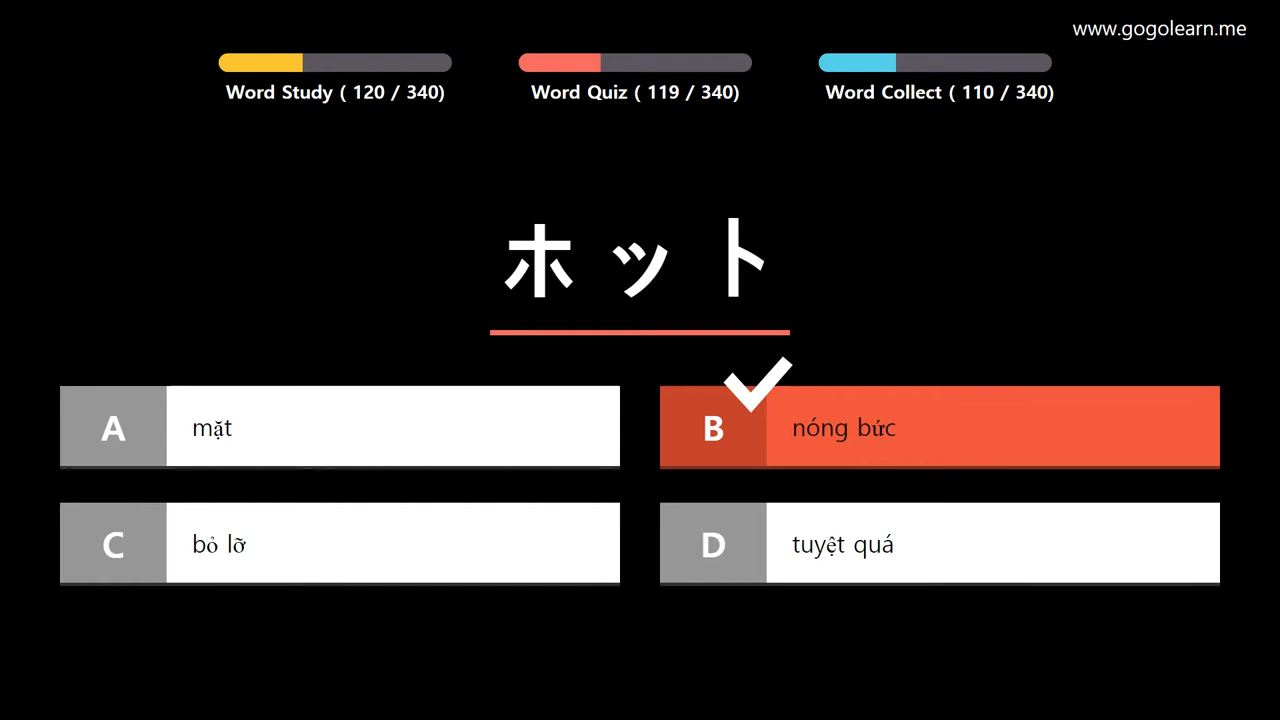 www.gogolearn.me
Word Study ( 120 / 340)
Word Quiz ( 119 / 340)
Word Collect ( 110 / 340)
ホット
A mặt
B nóng bức
C bỏ lỡ
D tuyệt quá